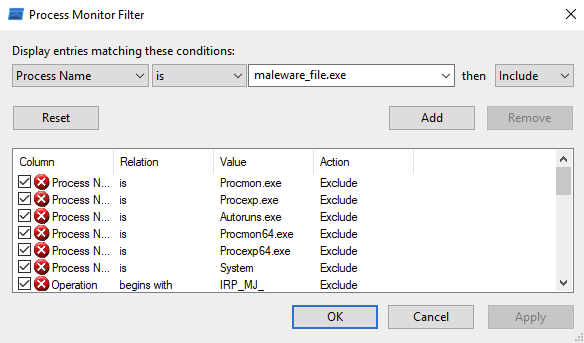 Process Monitor Filter
Display entries matching these conditions:
Process Name is maleware_file.exe then Include
Reset Add Remove
Column Relation Value Action
Process N... is Procmon.exe Exclude
Process N... is Procexp.exe Exclude
Process N... is Autoruns.exe Exclude
Process N... is Procmon64.exe Exclude
Process N... is Procexp64.exe Exclude
Process N... is System Exclude
Operation begins with IRP_MJ_ Exclude
OK Cancel Apply